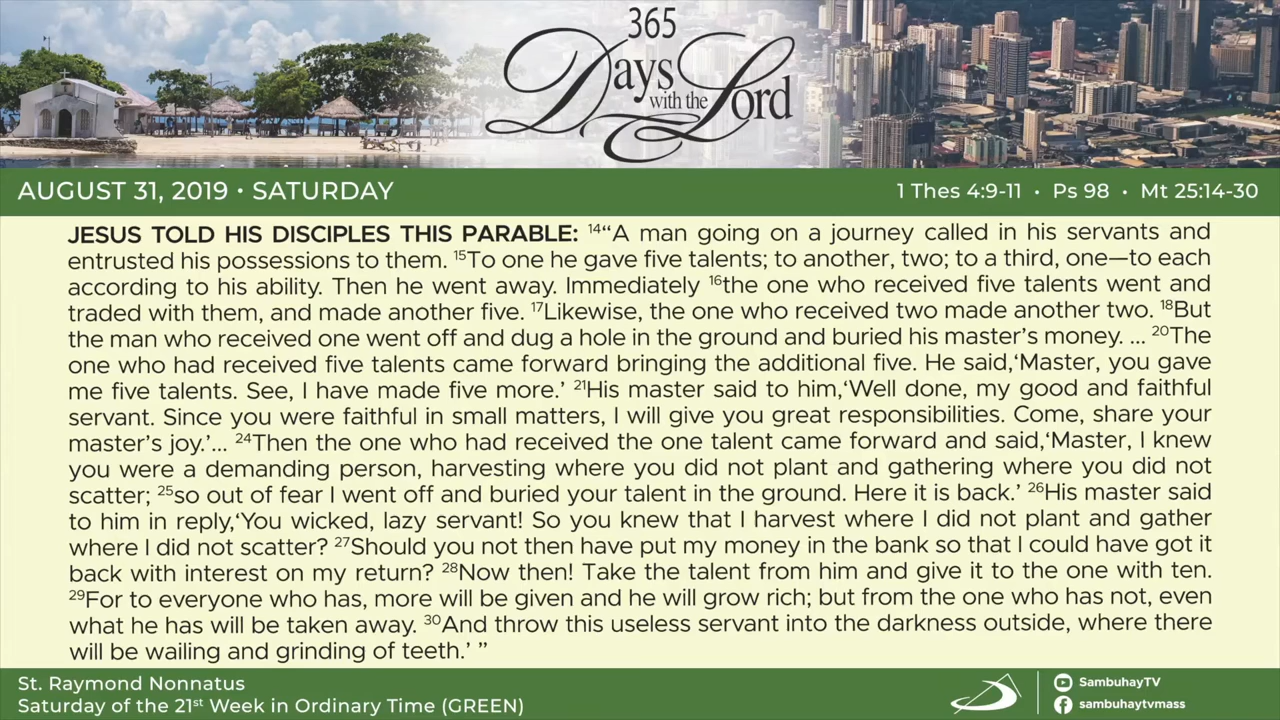 365
Days
with the
Lord
AUGUST 31, 2019 • SATURDAY
1 Thes 4:9-11 • Ps 98 • Mt 25:14-30
JESUS TOLD HIS DISCIPLES THIS PARABLE: ¹⁴“A man going on a journey called in his servants and
entrusted his possessions to them. ¹⁵To one he gave five talents; to another, two; to a third, one—to each
according to his ability. Then he went away. Immediately ¹⁶the one who received five talents went and
traded with them, and made another five. ¹⁷Likewise, the one who received two made another two. ¹⁸But
the man who received one went off and dug a hole in the ground and buried his master’s money. ... ²⁰The
one who had received five talents came forward bringing the additional five. He said,‘Master, you gave
me five talents. See, I have made five more.’ ²¹His master said to him,‘Well done, my good and faithful
servant. Since you were faithful in small matters, I will give you great responsibilities. Come, share your
master’s joy.’... ²⁴Then the one who had received the one talent came forward and said,‘Master, I knew
you were a demanding person, harvesting where you did not plant and gathering where you did not
scatter; ²⁵so out of fear I went off and buried your talent in the ground. Here it is back.’ ²⁶His master said
to him in reply,‘You wicked, lazy servant! So you knew that I harvest where I did not plant and gather
where I did not scatter? ²⁷Should you not then have put my money in the bank so that I could have got it
back with interest on my return? ²⁸Now then! Take the talent from him and give it to the one with ten.
²⁹For to everyone who has, more will be given and he will grow rich; but from the one who has not, even
what he has will be taken away. ³⁰And throw this useless servant into the darkness outside, where there
will be wailing and grinding of teeth.’ ”
St. Raymond Nonnatus
Saturday of the 21st Week in Ordinary Time (GREEN)
SambuhayTV
sambuhaytvmass